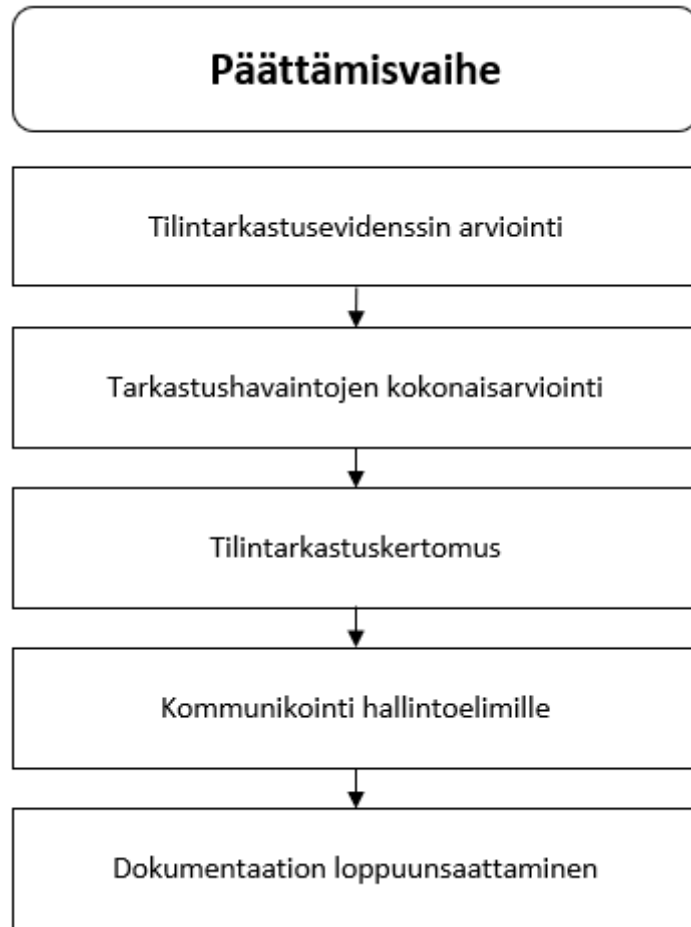 Päättämisvaihe
Tilintarkastusevidenssin arviointi
Tarkastushavaintojen kokonaisarviointi
Tilintarkastuskertomus
Kommunikointi hallintoelimille
Dokumentaation loppuunsaattaminen